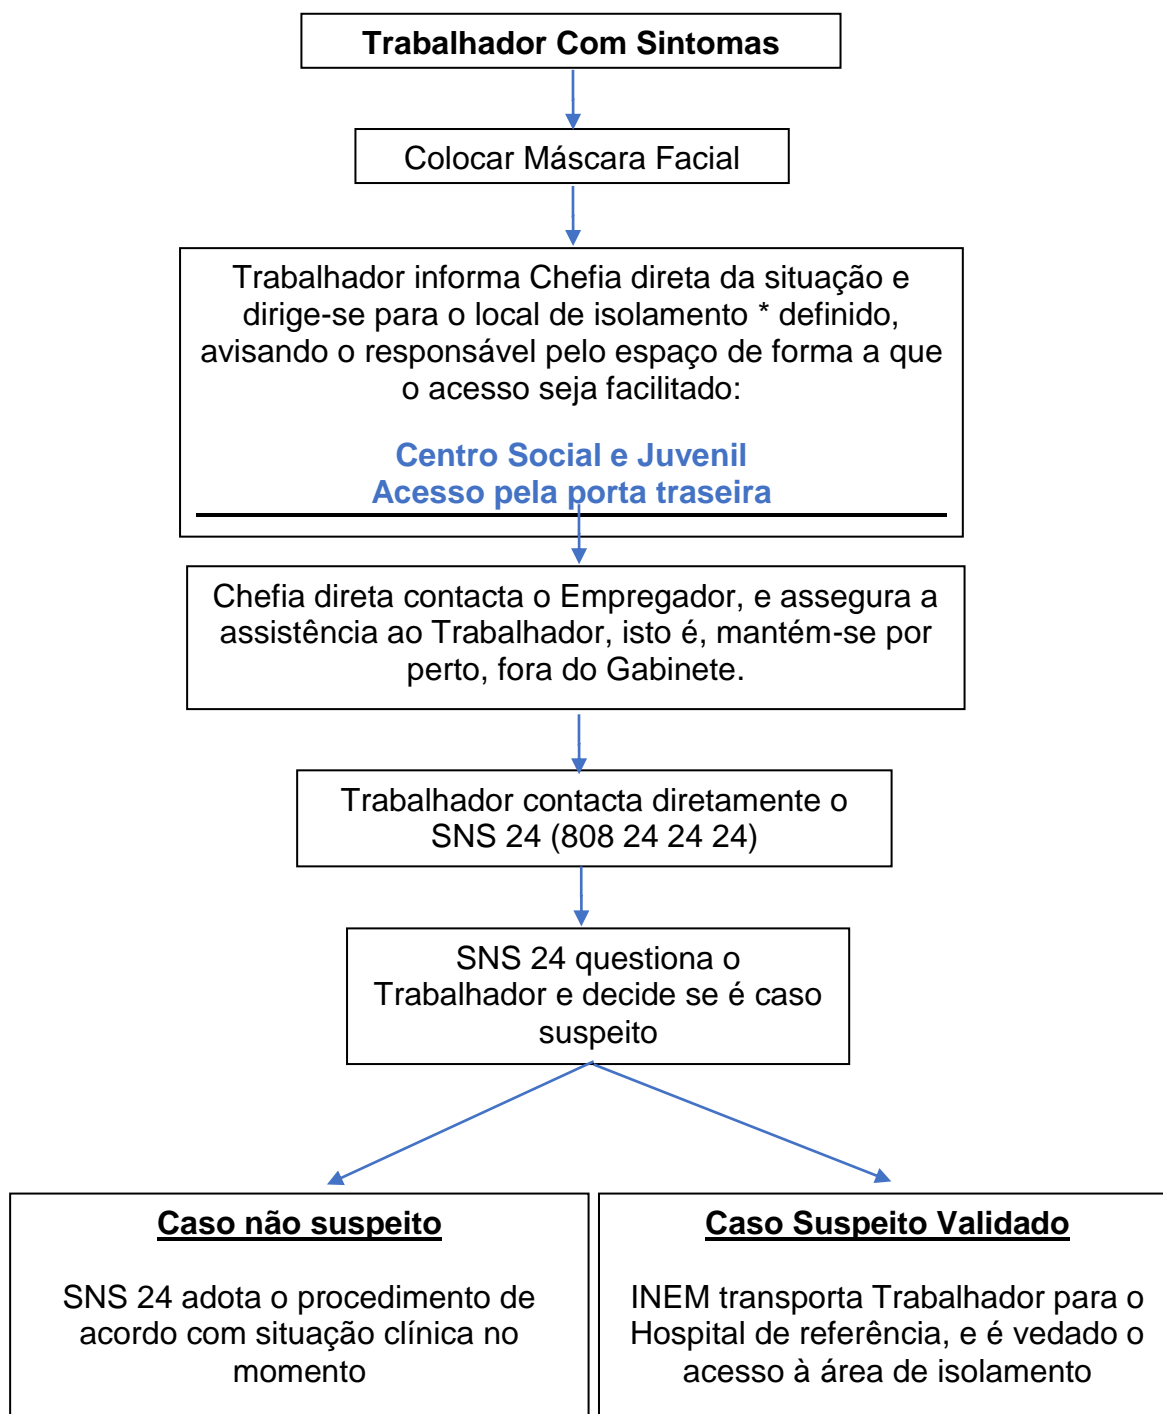 Trabalhador Com Sintomas
Colocar Máscara Facial
Trabalhador informa Chefia direta da situação e
dirige-se para o local de isolamento * definido,
avisando o responsável pelo espaço de forma a que
o acesso seja facilitado:
Centro Social e Juvenil
Acesso pela porta traseira
Chefia direta contacta o Empregador, e assegura a
assistência ao Trabalhador, isto é, mantém-se por
perto, fora do Gabinete.
Trabalhador contacta diretamente o
SNS 24 (808 24 24 24)
SNS 24 questiona o
Trabalhador e decide se é caso
suspeito
Caso não suspeito
SNS 24 adota o procedimento de
acordo com situação clínica no
momento
Caso Suspeito Validado
INEM transporta Trabalhador para o
Hospital de referência, e é vedado o
acesso à área de isolamento